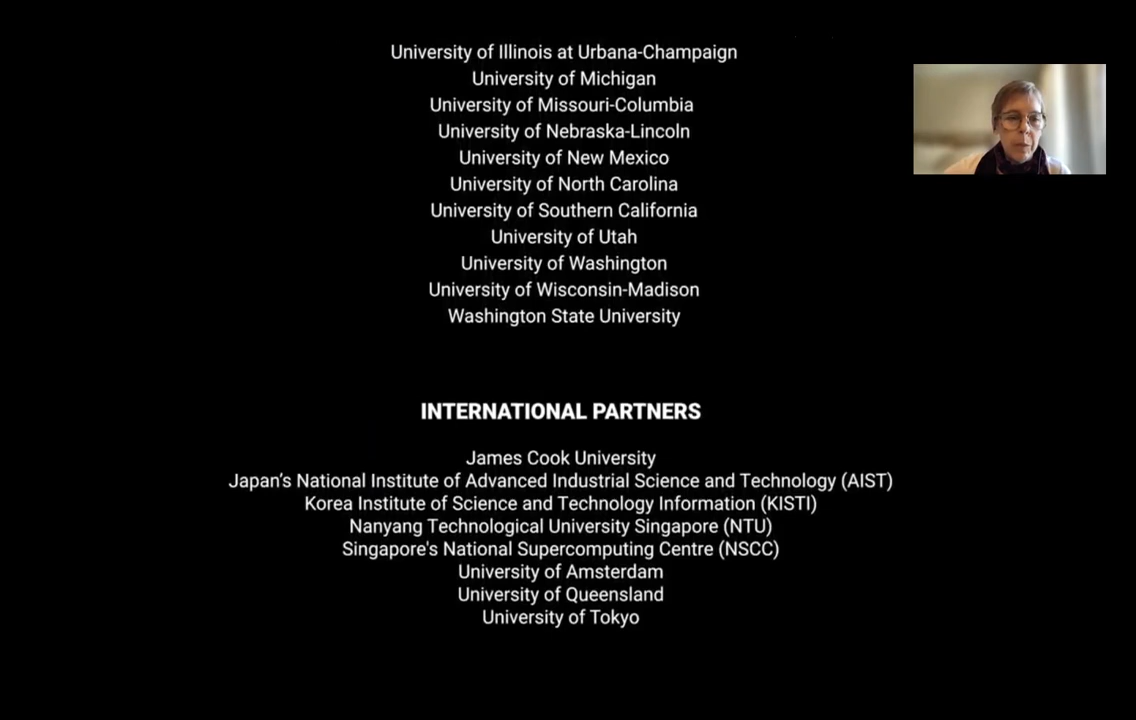 University of Illinois at Urbana-Champaign
University of Michigan
University of Missouri-Columbia
University of Nebraska-Lincoln
University of New Mexico
University of North Carolina
University of Southern California
University of Utah
University of Washington
University of Wisconsin-Madison
Washington State University
INTERNATIONAL PARTNERS
James Cook University
Japan’s National Institute of Advanced Industrial Science and Technology (AIST)
Korea Institute of Science and Technology Information (KISTI)
Nanyang Technological University Singapore (NTU)
Singapore's National Supercomputing Centre (NSCC)
University of Amsterdam
University of Queensland
University of Tokyo